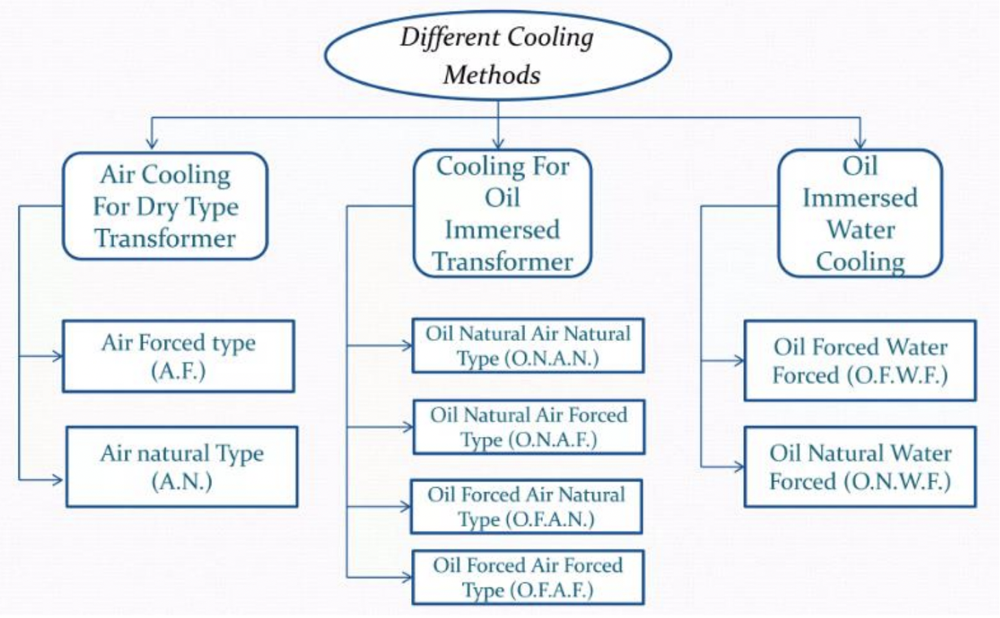 Different Cooling
Methods
Air Cooling
For Dry Type
Transformer
Air Forced type
(A.F.)
Air natural Type
(A.N.)
Cooling For
Oil
Immersed
Transformer
Oil Natural Air Natural
Type (O.N.A.N.)
Oil Natural Air Forced
Type (O.N.A.F.)
Oil Forced Air Natural
Type (O.F.A.N.)
Oil Forced Air Forced
Type (O.F.A.F.)
Oil
Immersed
Water
Cooling
Oil Forced Water
Forced (O.F.W.F.)
Oil Natural Water
Forced (O.N.W.F.)